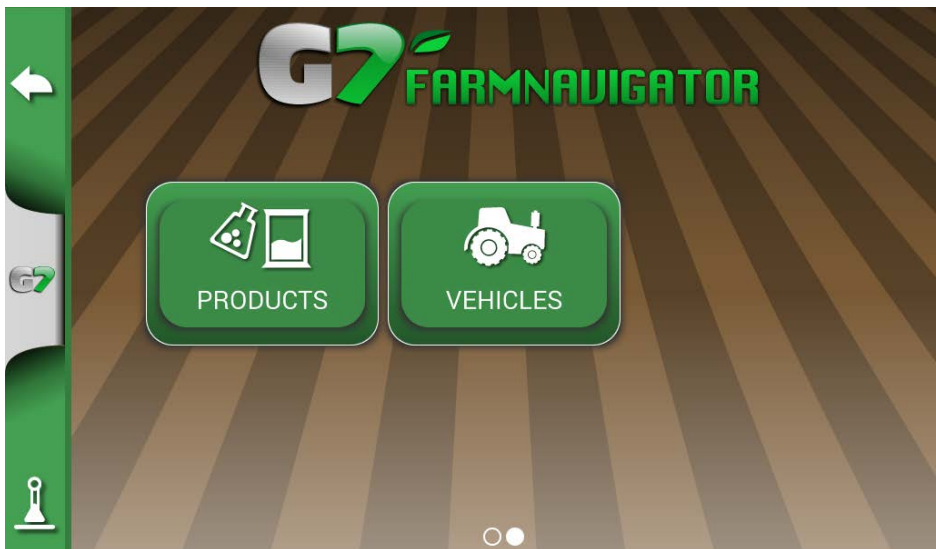 G7
FARMNAVIGATOR
G7
PRODUCTS
VEHICLES